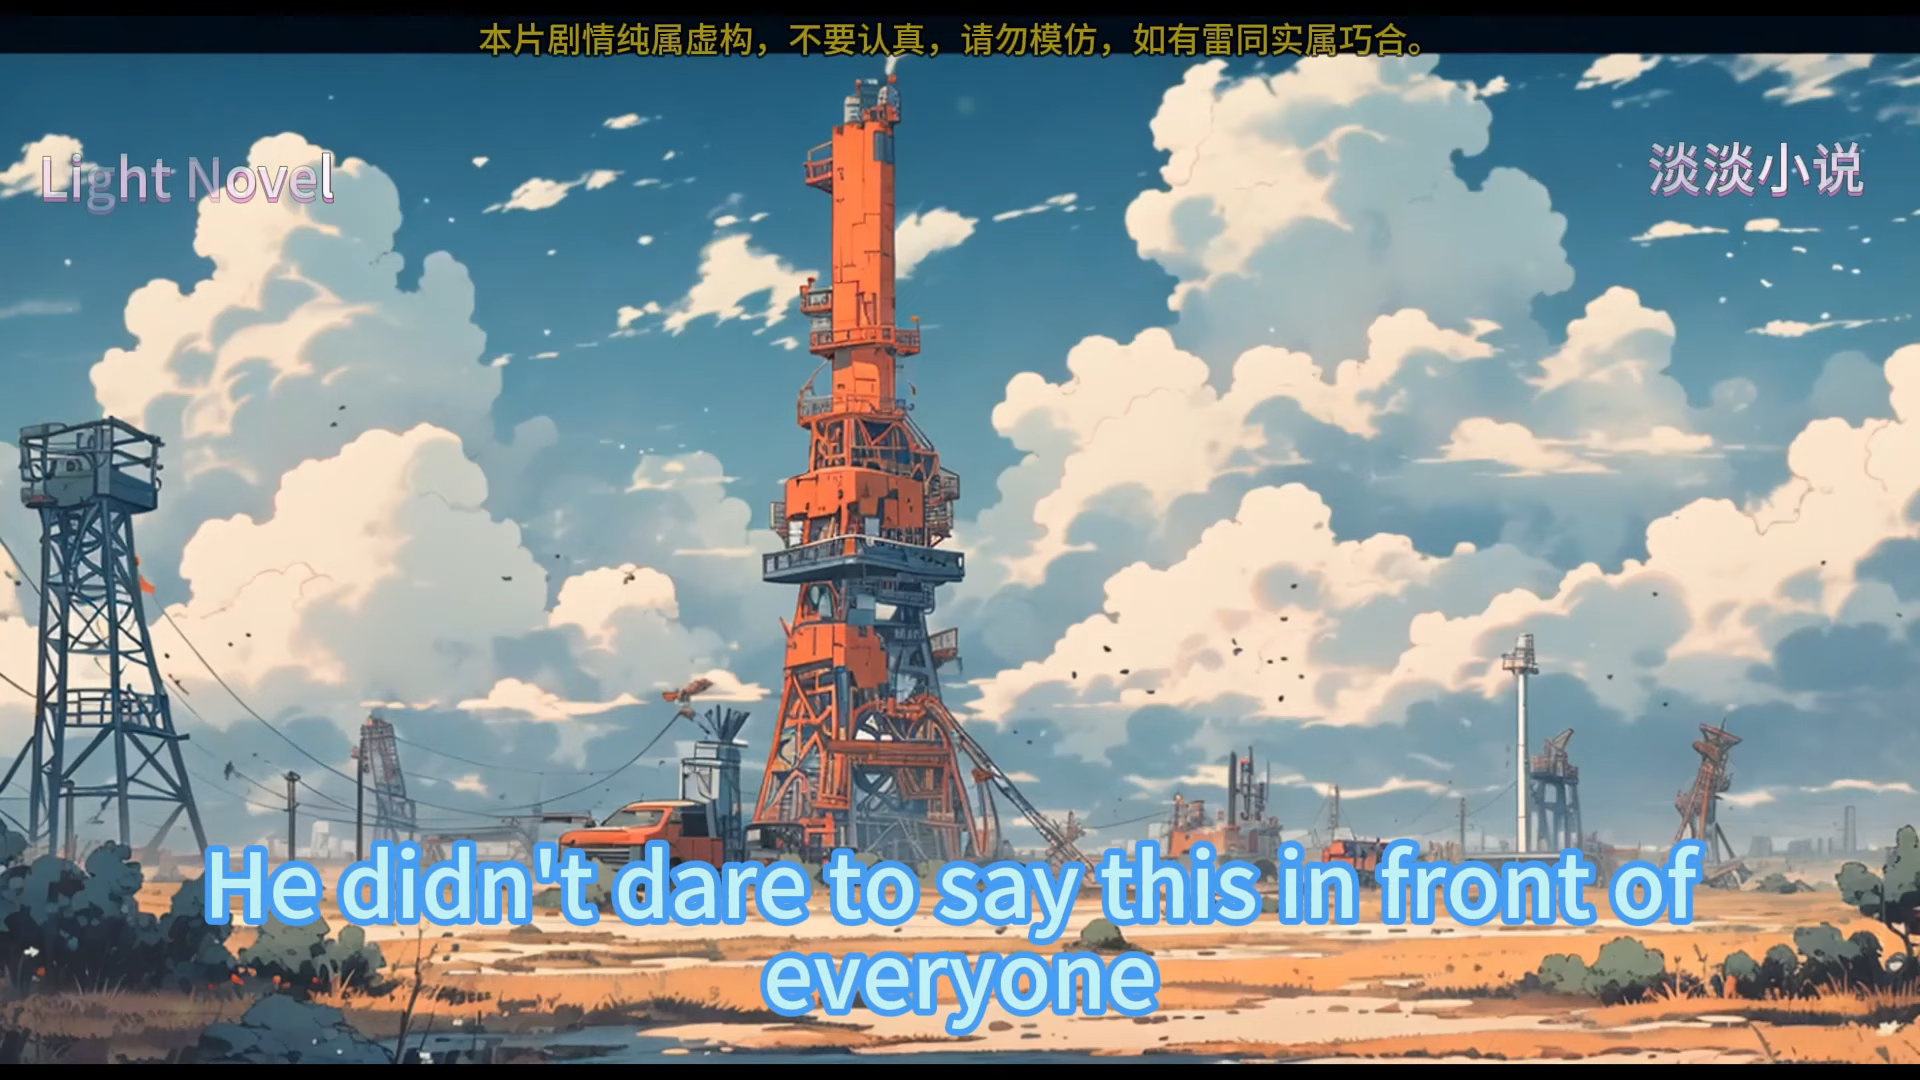 本片剧情纯属虚构，不要认真，请勿模仿，如有雷同实属巧合。
Light Novel
淡淡小说
He didn't dare to say this in front of
everyone